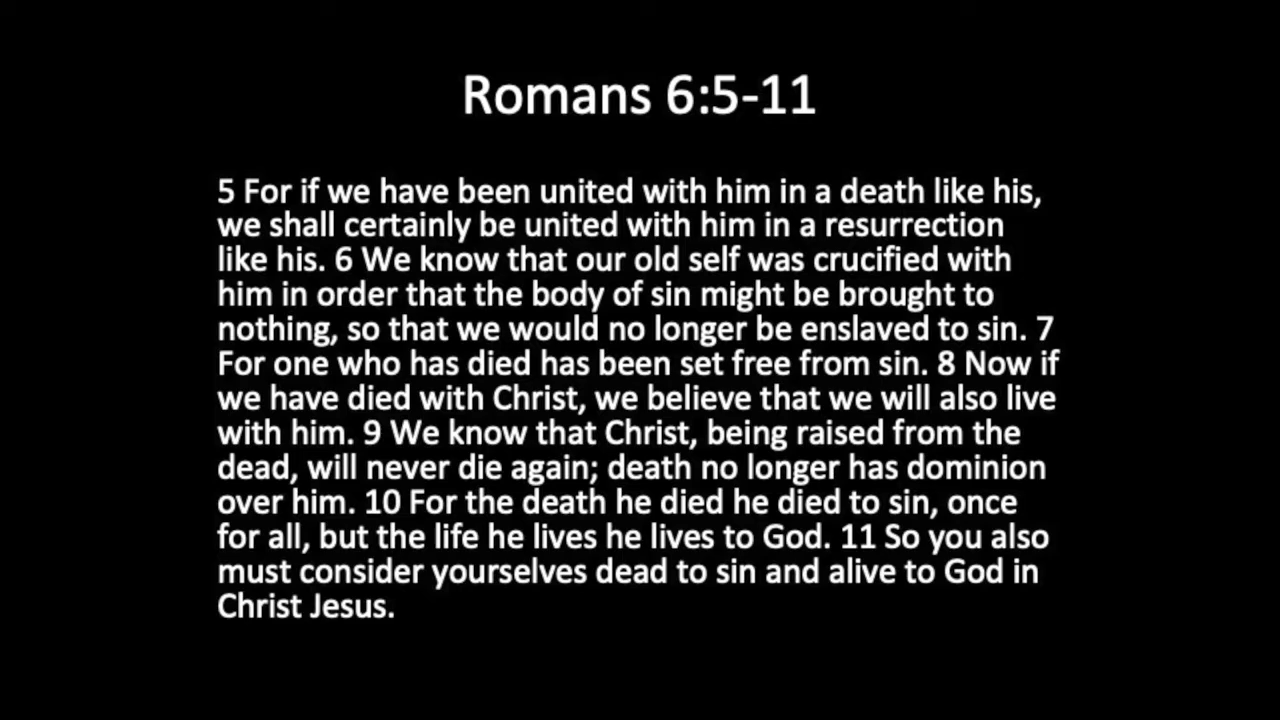 Romans 6:5-11
5 For if we have been united with him in a death like his,
we shall certainly be united with him in a resurrection
like his. 6 We know that our old self was crucified with
him in order that the body of sin might be brought to
nothing, so that we would no longer be enslaved to sin. 7
For one who has died has been set free from sin. 8 Now if
we have died with Christ, we believe that we will also live
with him. 9 We know that Christ, being raised from the
dead, will never die again; death no longer has dominion
over him. 10 For the death he died he died to sin, once
for all, but the life he lives he lives to God. 11 So you also
must consider yourselves dead to sin and alive to God in
Christ Jesus.